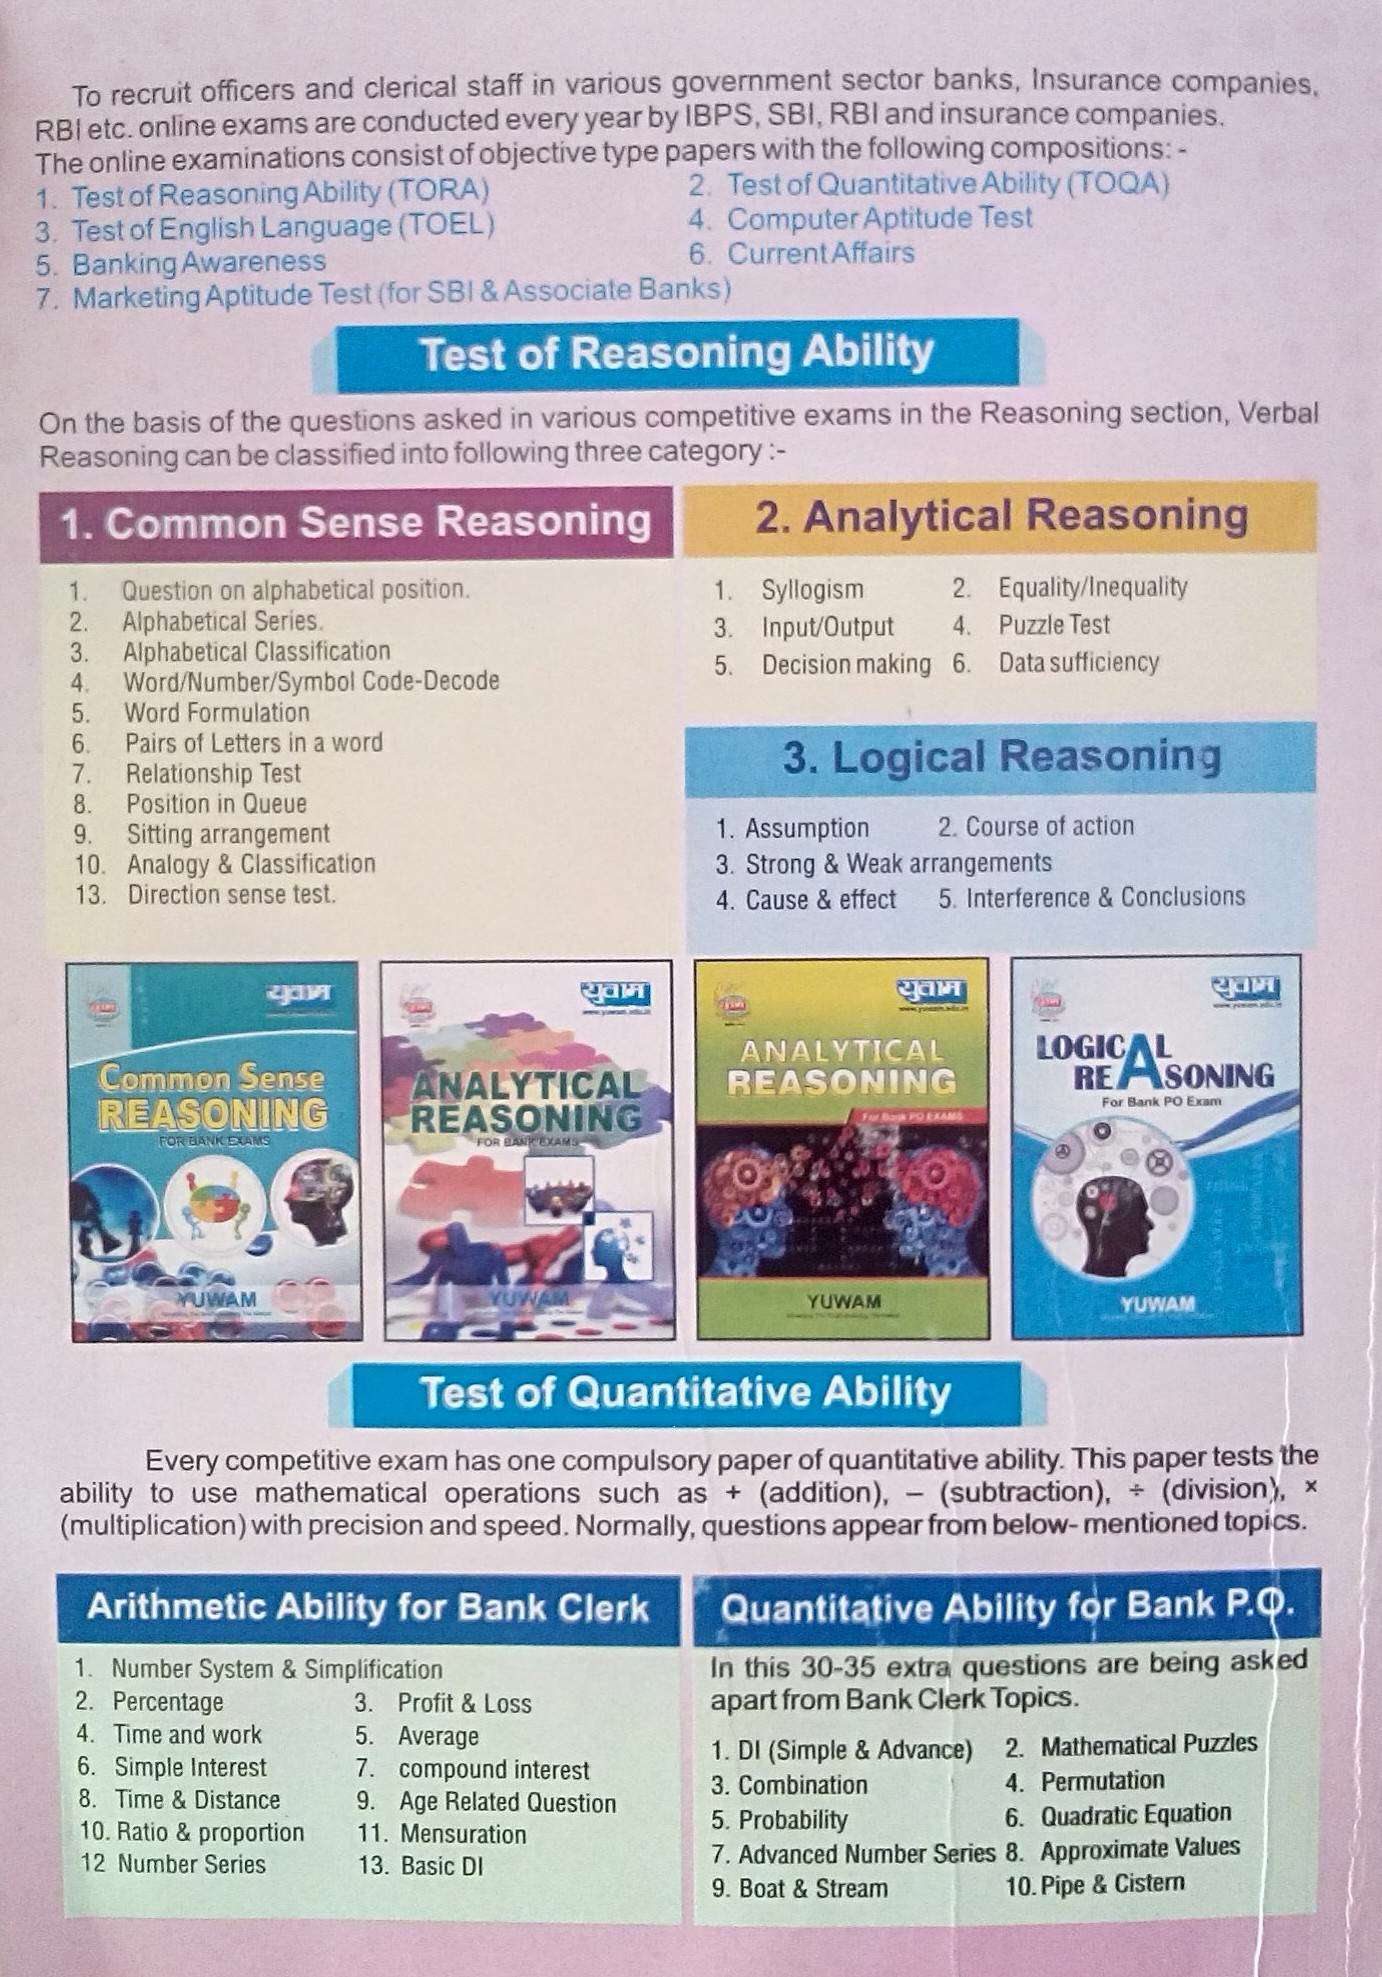 To recruit officers and clerical staff in various government sector banks, Insurance companies,
RBI etc. online exams are conducted every year by IBPS, SBI, RBI and insurance companies.
The online examinations consist of objective type papers with the following compositions: -
1. Test of Reasoning Ability (TORA) 2. Test of Quantitative Ability (TOQA)
3. Test of English Language (TOEL) 4. Computer Aptitude Test
5. Banking Awareness 6. Current Affairs
7. Marketing Aptitude Test (for SBI & Associate Banks)
Test of Reasoning Ability
On the basis of the questions asked in various competitive exams in the Reasoning section, Verbal
Reasoning can be classified into following three category :-
1. Common Sense Reasoning
1. Question on alphabetical position.
2. Alphabetical Series.
3. Alphabetical Classification
4. Word/Number/Symbol Code-Decode
5. Word Formulation
6. Pairs of Letters in a word
7. Relationship Test
8. Position in Queue
9. Sitting arrangement
10. Analogy & Classification
13. Direction sense test.
2. Analytical Reasoning
1. Syllogism 2. Equality/Inequality
3. Input/Output 4. Puzzle Test
5. Decision making 6. Data sufficiency
3. Logical Reasoning
1. Assumption 2. Course of action
3. Strong & Weak arrangements
4. Cause & effect 5. Interference & Conclusions
युवाम
Common Sense
REASONING
FOR BANK EXAMS
YUWAM
युवाम
ANALYTICAL
REASONING
FOR BANK EXAMS
YUWAM
युवाम
ANALYTICAL
REASONING
For Bank PO EXAMS
YUWAM
युवाम
LOGICAL
REASONING
For Bank PO Exam
YUWAM
Test of Quantitative Ability
Every competitive exam has one compulsory paper of quantitative ability. This paper tests the
ability to use mathematical operations such as + (addition), – (subtraction), ÷ (division), ×
(multiplication) with precision and speed. Normally, questions appear from below- mentioned topics.
Arithmetic Ability for Bank Clerk
1. Number System & Simplification
2. Percentage 3. Profit & Loss
4. Time and work 5. Average
6. Simple Interest 7. compound interest
8. Time & Distance 9. Age Related Question
10. Ratio & proportion 11. Mensuration
12 Number Series 13. Basic DI
Quantitative Ability for Bank P.O.
In this 30-35 extra questions are being asked
apart from Bank Clerk Topics.
1. DI (Simple & Advance) 2. Mathematical Puzzles
3. Combination 4. Permutation
5. Probability 6. Quadratic Equation
7. Advanced Number Series 8. Approximate Values
9. Boat & Stream 10. Pipe & Cistern